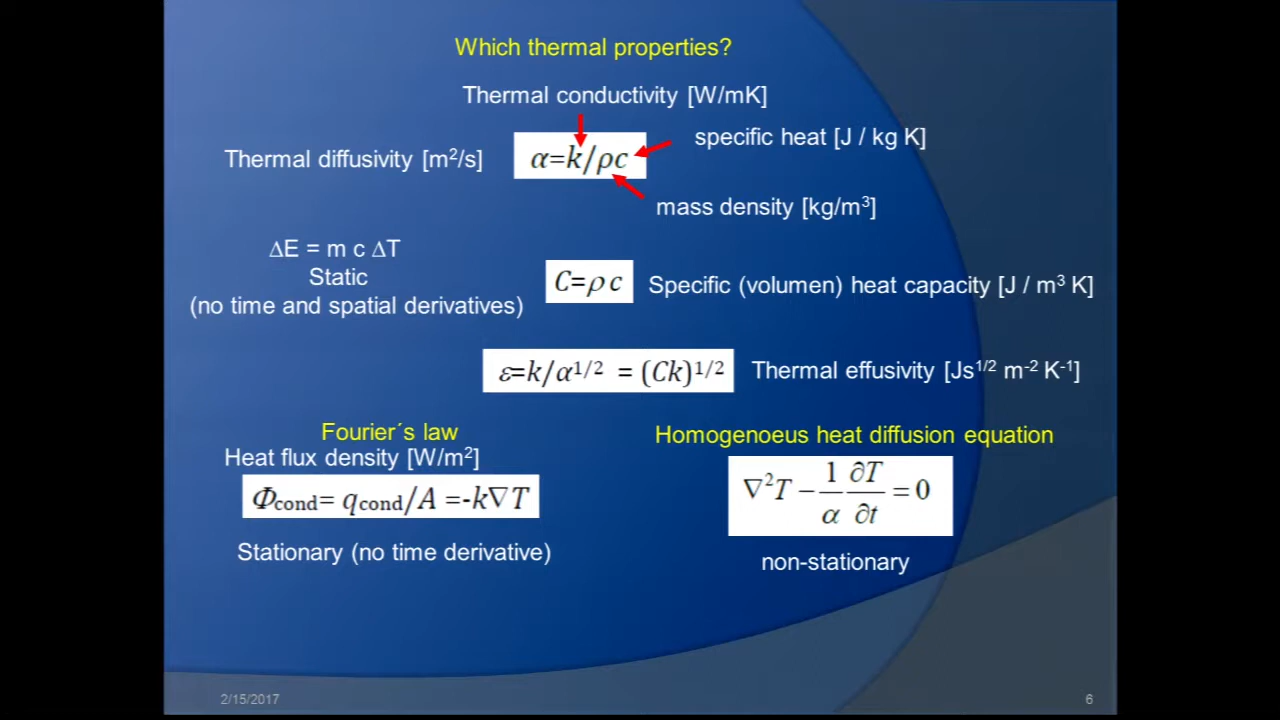 Which thermal properties?
Thermal conductivity [W/mK]
specific heat [J / kg K]
Thermal diffusivity [m²/s]
α=k/ρc
mass density [kg/m³]
ΔE = m c ΔT
Static
(no time and spatial derivatives)
C=ρ c
Specific (volumen) heat capacity [J / m³ K]
ε=k/α^1/2 = (Ck)^1/2
Thermal effusivity [Js^1/2 m^-2 K^-1]
Fourier´s law
Heat flux density [W/m²]
Φcond= qcond/A =-k∇T
Stationary (no time derivative)
Homogenoeus heat diffusion equation
∇²T − 1/α ∂T/∂t = 0
non-stationary
2/15/2017
6